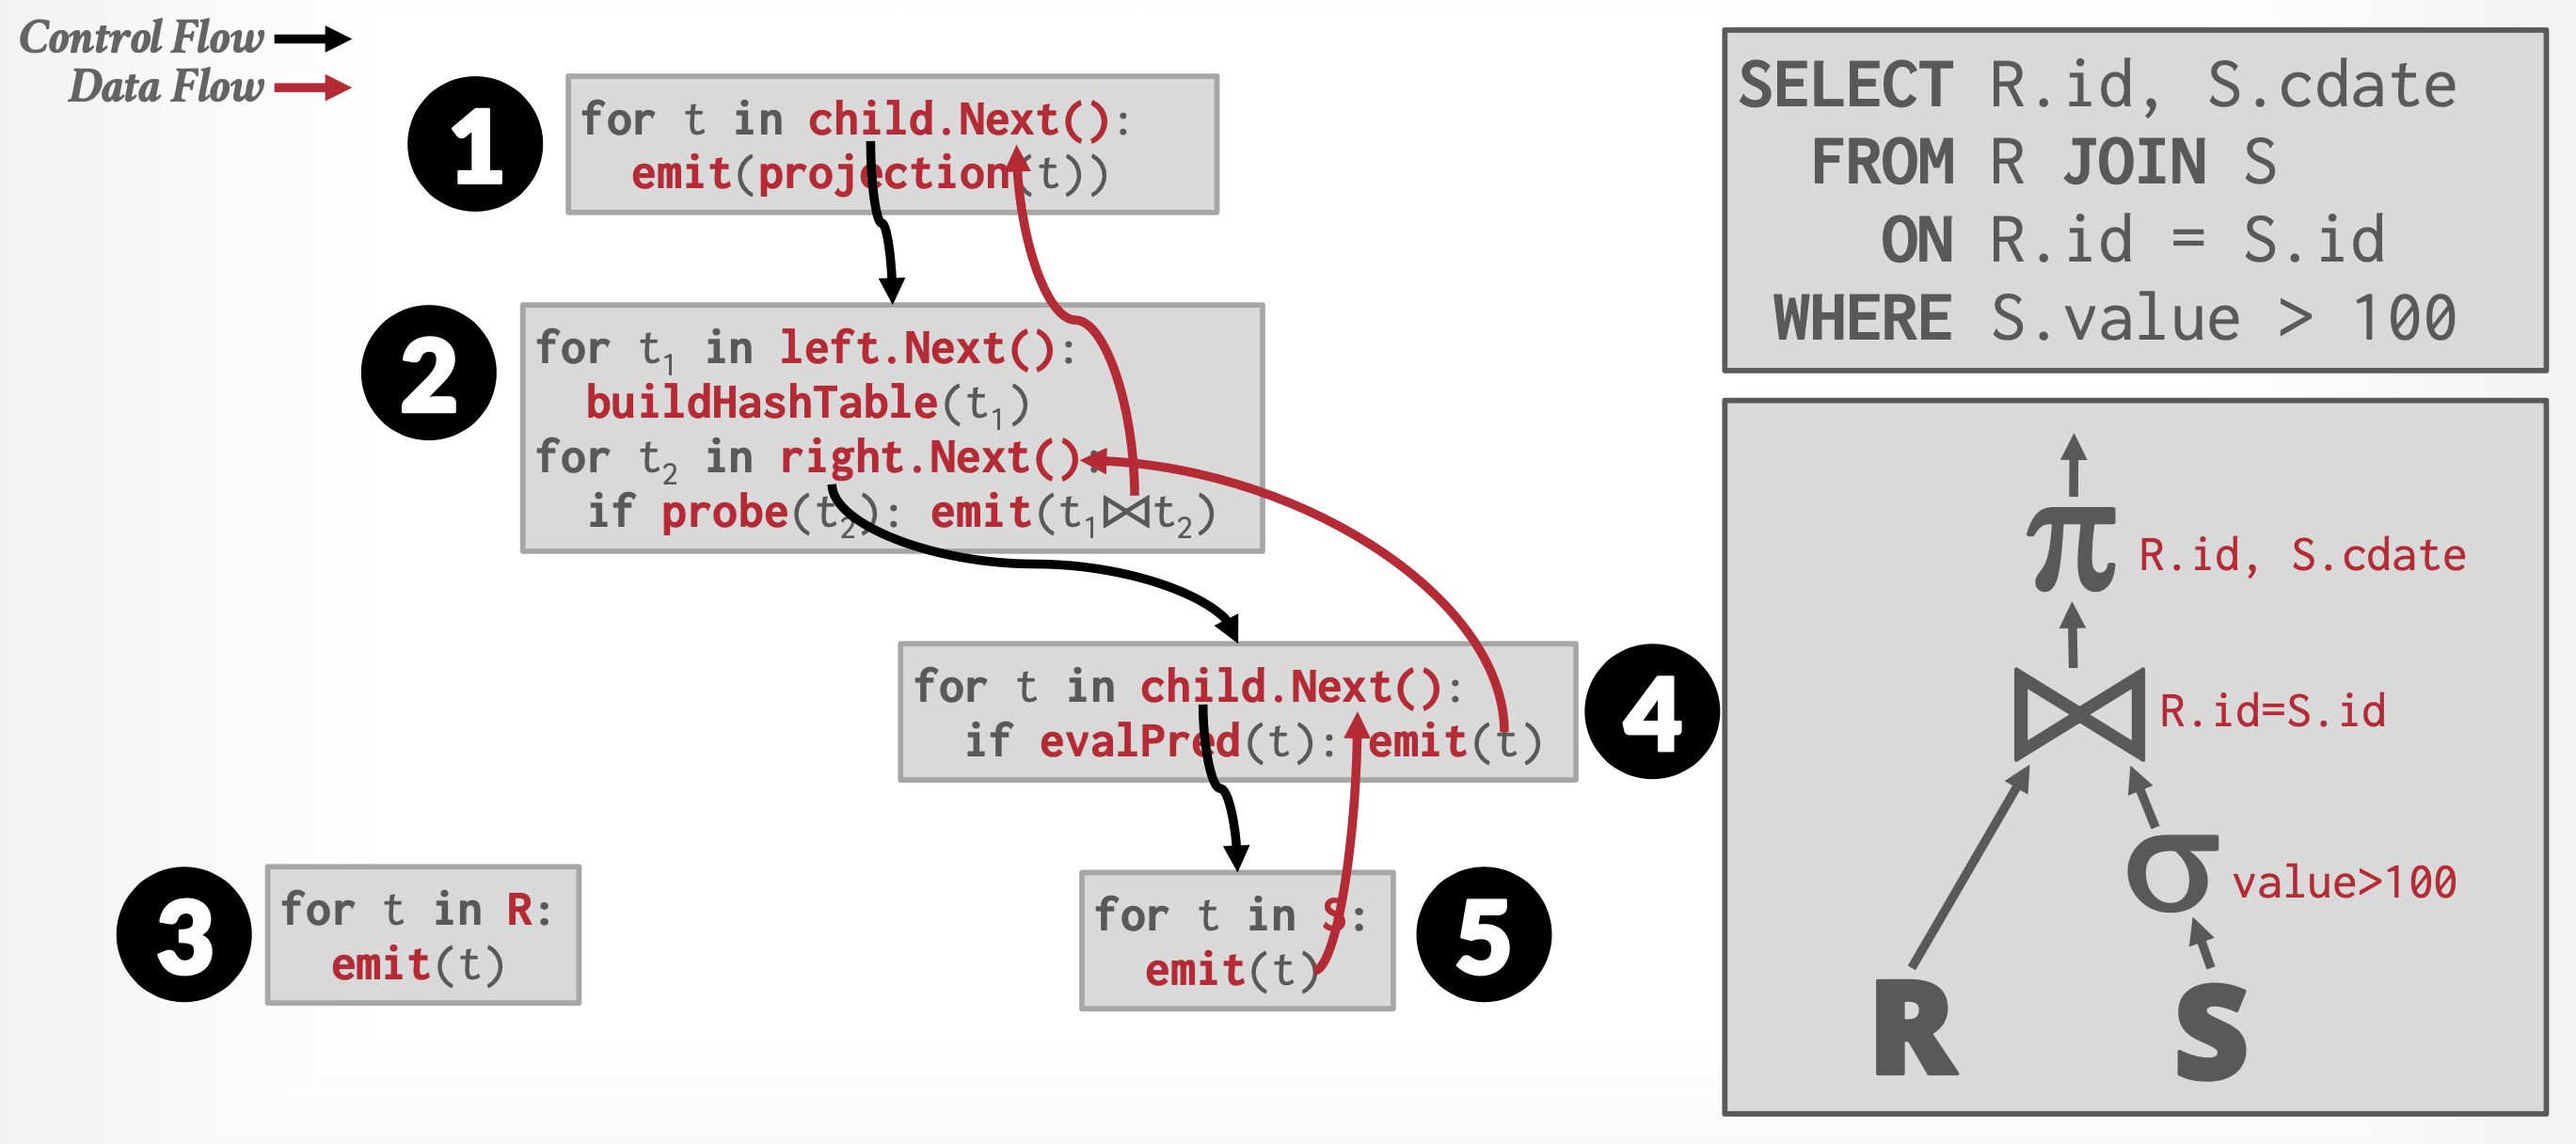 Control Flow
Data Flow
1
for t in child.Next():
emit(projection(t))
2
for t₁ in left.Next():
buildHashTable(t₁)
for t₂ in right.Next():
if probe(t₂): emit(t₁⨝t₂)
for t in child.Next():
if evalPred(t): emit(t)
4
3
for t in R:
emit(t)
for t in S:
emit(t)
5
SELECT R.id, S.cdate
FROM R JOIN S
ON R.id = S.id
WHERE S.value > 100
π R.id, S.cdate
⨝ R.id=S.id
σ value>100
R S